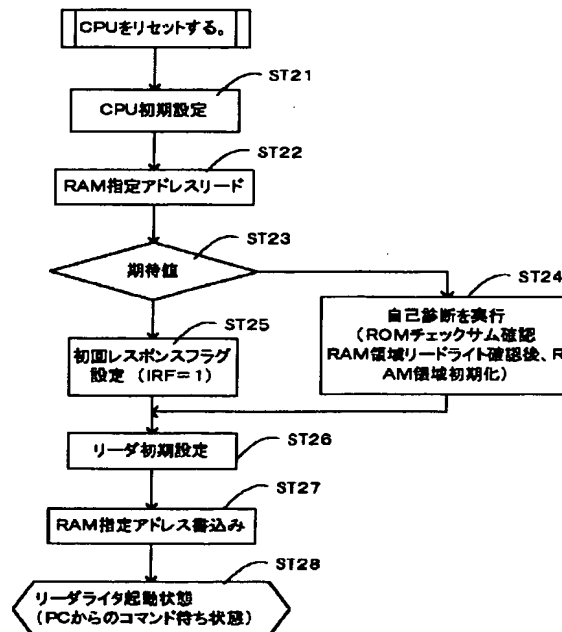 CPUをリセットする。
ST21
CPU初期設定
ST22
RAM指定アドレスリード
ST23
期待値
ST24
自己診断を実行
(ROMチェックサム確認
RAM領域リードライト確認後、R
AM領域初期化)
ST25
初回レスポンスフラグ
設定 (IRF=1)
ST26
リーダ初期設定
ST27
RAM指定アドレス書込み
ST28
リーダライタ起動状態
(PCからのコマンド待ち状態)